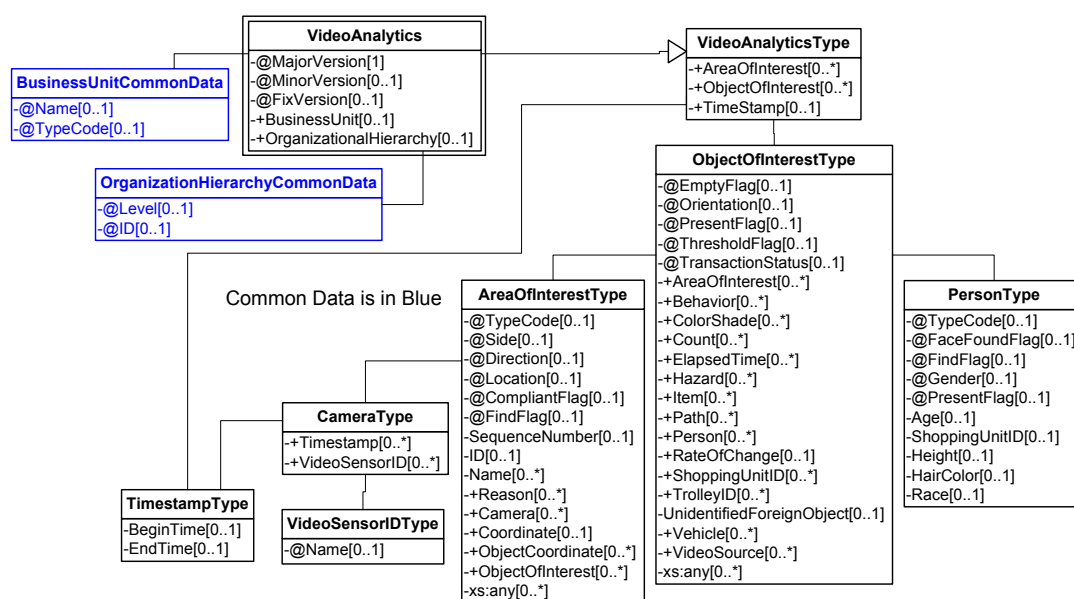 VideoAnalytics
-@MajorVersion[1]
-@MinorVersion[0..1]
-@FixVersion[0..1]
-+BusinessUnit[0..1]
-+OrganizationalHierarchy[0..1]
VideoAnalyticsType
-+AreaOfInterest[0..*]
-+ObjectOfInterest[0..*]
-+TimeStamp[0..1]
BusinessUnitCommonData
-@Name[0..1]
-@TypeCode[0..1]
OrganizationHierarchyCommonData
-@Level[0..1]
-@ID[0..1]
ObjectOfInterestType
-@EmptyFlag[0..1]
-@Orientation[0..1]
-@PresentFlag[0..1]
-@ThresholdFlag[0..1]
-@TransactionStatus[0..1]
-+AreaOfInterest[0..*]
-+Behavior[0..*]
-+ColorShade[0..*]
-+Count[0..*]
-+ElapsedTime[0..*]
-+Hazard[0..*]
-+Item[0..*]
-+Path[0..*]
-+Person[0..*]
-+RateOfChange[0..1]
-+ShoppingUnitID[0..*]
-+TrolleyID[0..*]
-UnidentifiedForeignObject[0..1]
-+Vehicle[0..*]
-+VideoSource[0..*]
-xs:any[0..*]
Common Data is in Blue
AreaOfInterestType
-@TypeCode[0..1]
-@Side[0..1]
-@Direction[0..1]
-@Location[0..1]
-@CompliantFlag[0..1]
-@FindFlag[0..1]
-SequenceNumber[0..1]
-ID[0..1]
-Name[0..*]
-+Reason[0..*]
-+Camera[0..*]
-+Coordinate[0..1]
-+ObjectCoordinate[0..*]
-+ObjectOfInterest[0..*]
-xs:any[0..*]
PersonType
-@TypeCode[0..1]
-@FaceFoundFlag[0..1]
-@FindFlag[0..1]
-@Gender[0..1]
-@PresentFlag[0..1]
-Age[0..1]
-ShoppingUnitID[0..1]
-Height[0..1]
-HairColor[0..1]
-Race[0..1]
CameraType
-+Timestamp[0..*]
-+VideoSensorID[0..*]
TimestampType
-BeginTime[0..1]
-EndTime[0..1]
VideoSensorIDType
-@Name[0..1]